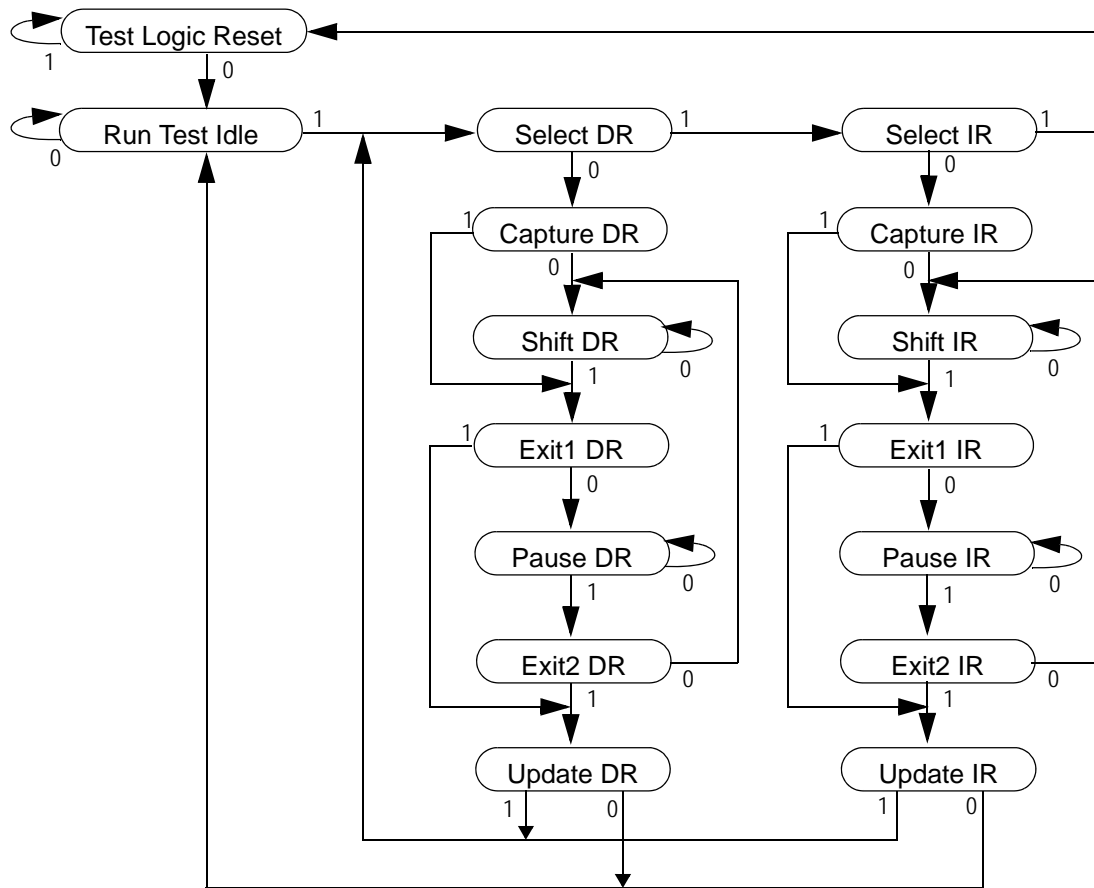 Test Logic Reset
1
0
Run Test Idle
1
Select DR
1
Select IR
1
0
0
0
1
Capture DR
1
Capture IR
0
0
Shift DR
Shift IR
0
0
1
1
1
Exit1 DR
1
Exit1 IR
0
0
Pause DR
Pause IR
0
0
1
1
Exit2 DR
Exit2 IR
0
0
1
1
Update DR
Update IR
1
0
1
0